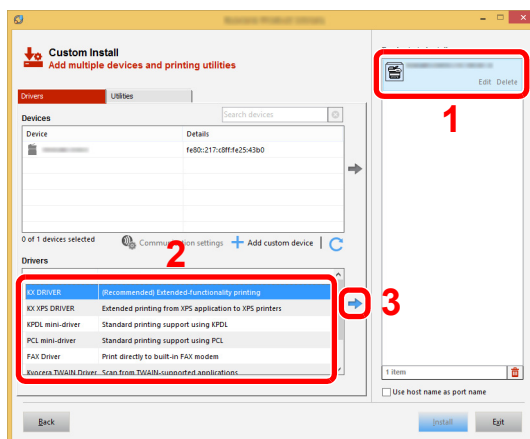 Custom Install
Add multiple devices and printing utilities
Drivers Utilities
Devices Search devices
Device Details
fe80::217:c8ff:fe25:43b0
0 of 1 devices selected Communication settings Add custom device
Drivers
KX DRIVER (Recommended) Extended-functionality printing
KX XPS DRIVER Extended printing from XPS application to XPS printers
KPDL mini-driver Standard printing support using KPDL
PCL mini-driver Standard printing support using PCL
FAX Driver Print directly to built-in FAX modem
Kyocera TWAIN Driver Scan from TWAIN-supported applications
Edit Delete
1
2
3
1 item
Use host name as port name
Back Install Exit